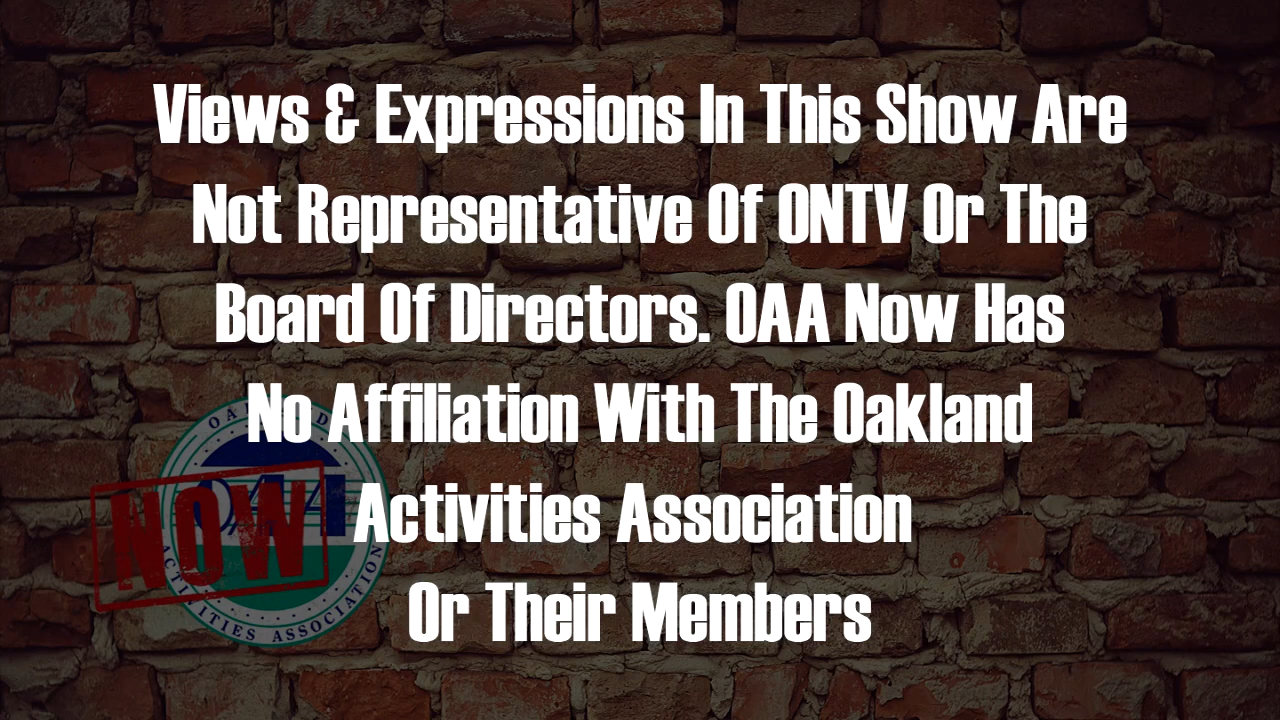 Views & Expressions In This Show Are
Not Representative Of ONTV Or The
Board Of Directors. OAA Now Has
No Affiliation With The Oakland
Activities Association
Or Their Members
OAA
NOW
ACTIVITIES ASSOCIATION